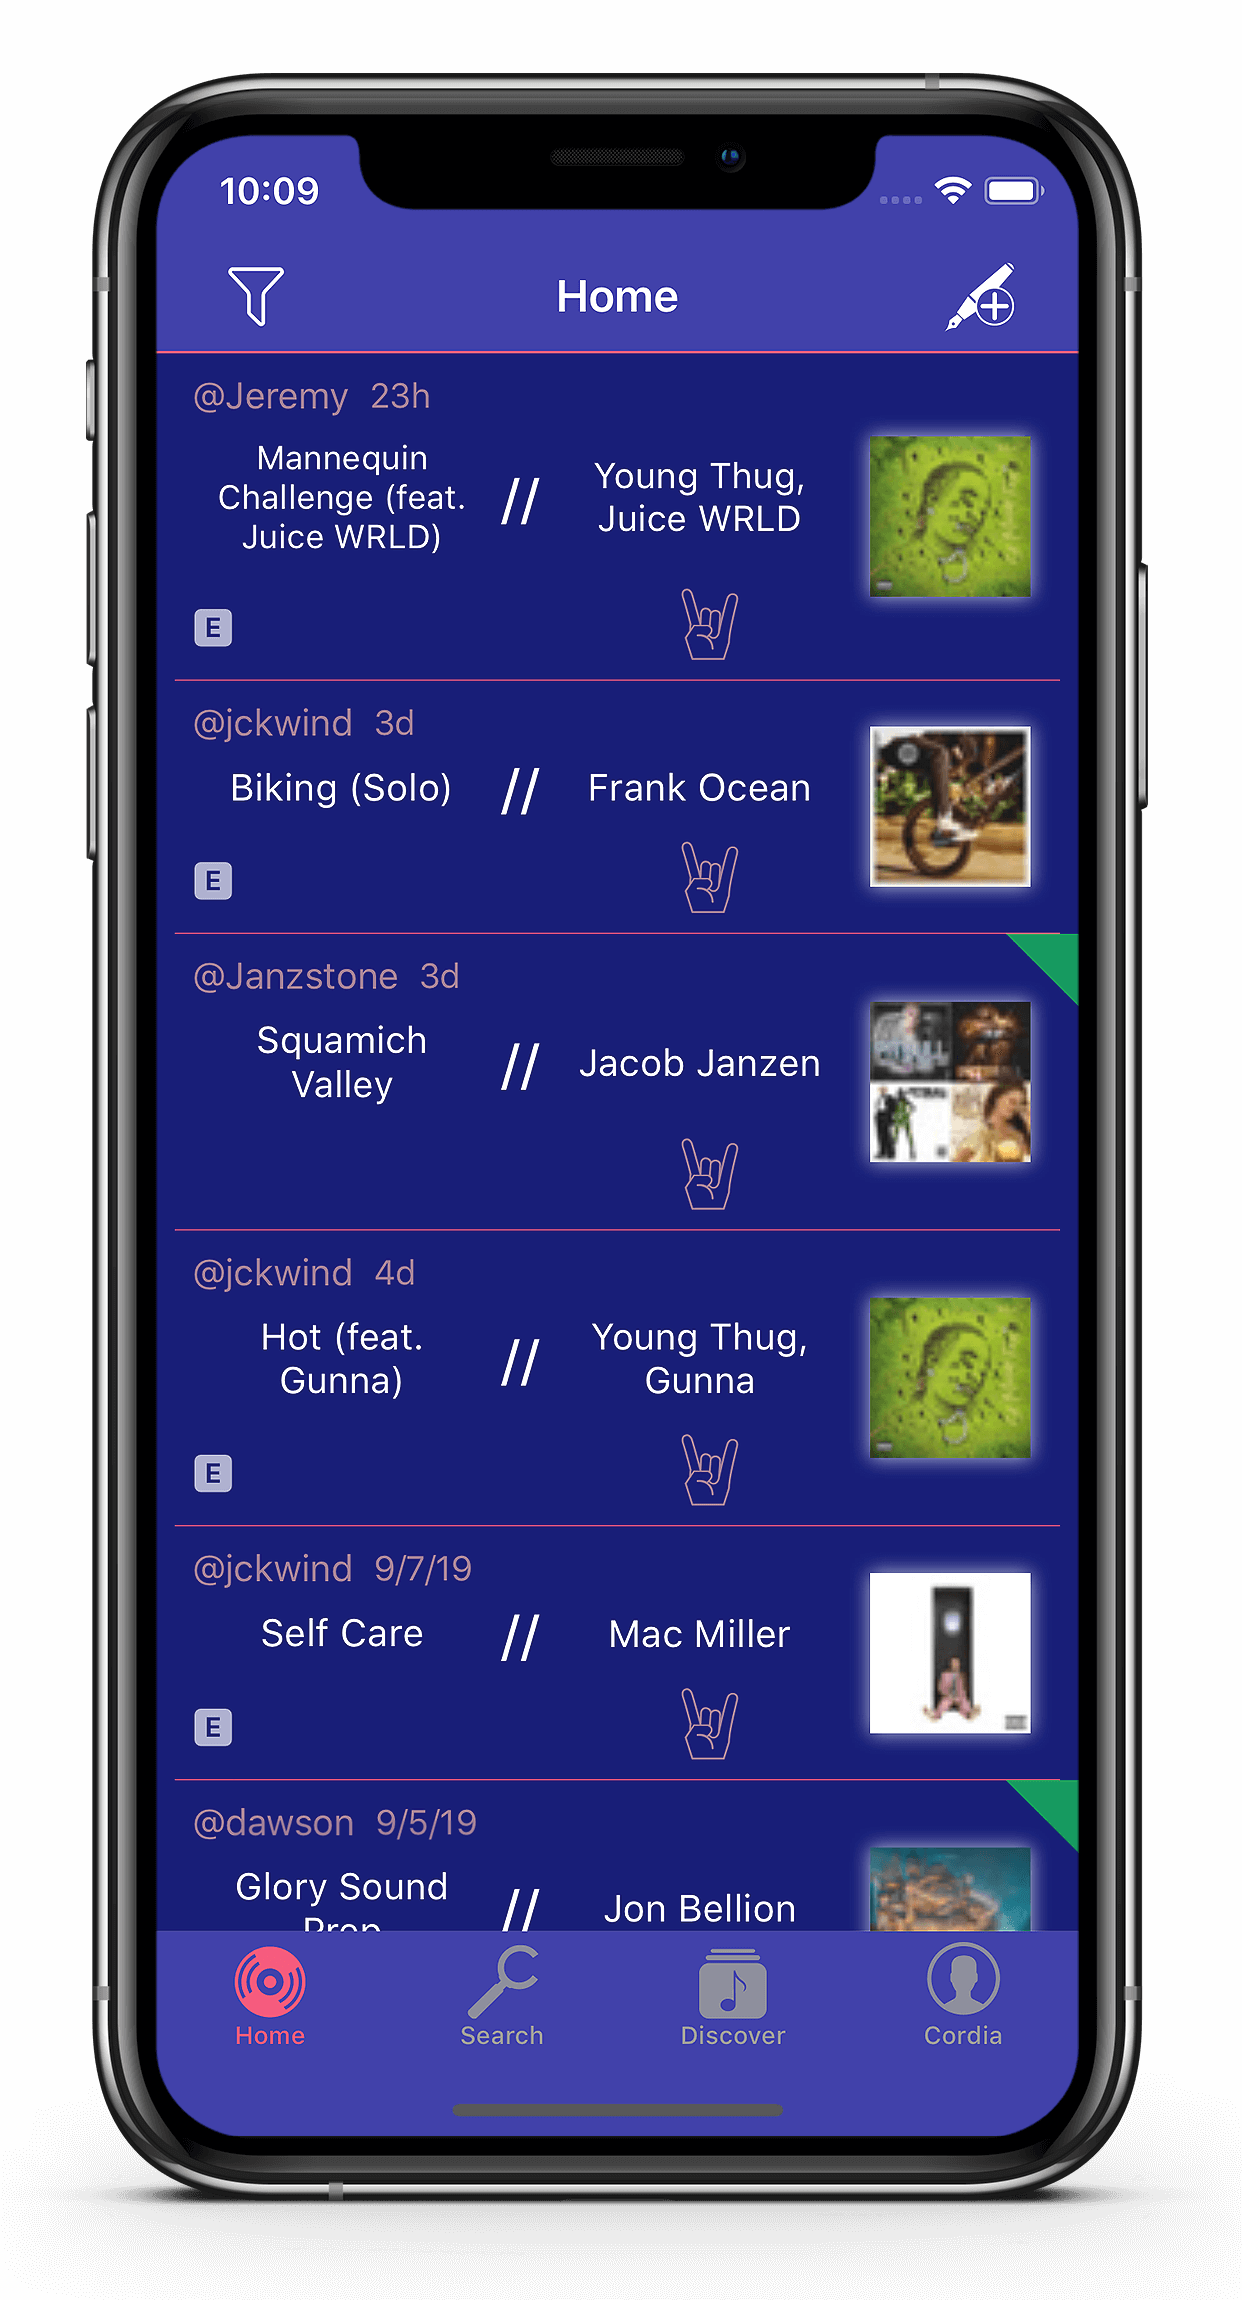 10:09
Home
@Jeremy 23h
Mannequin
Challenge (feat.
Juice WRLD)
//
Young Thug,
Juice WRLD
E
@jckwind 3d
Biking (Solo)
//
Frank Ocean
E
@Janzstone 3d
Squamich
Valley
//
Jacob Janzen
@jckwind 4d
Hot (feat.
Gunna)
//
Young Thug,
Gunna
E
@jckwind 9/7/19
Self Care
//
Mac Miller
E
@dawson 9/5/19
Glory Sound
Prep
//
Jon Bellion
Home
Search
Discover
Cordia